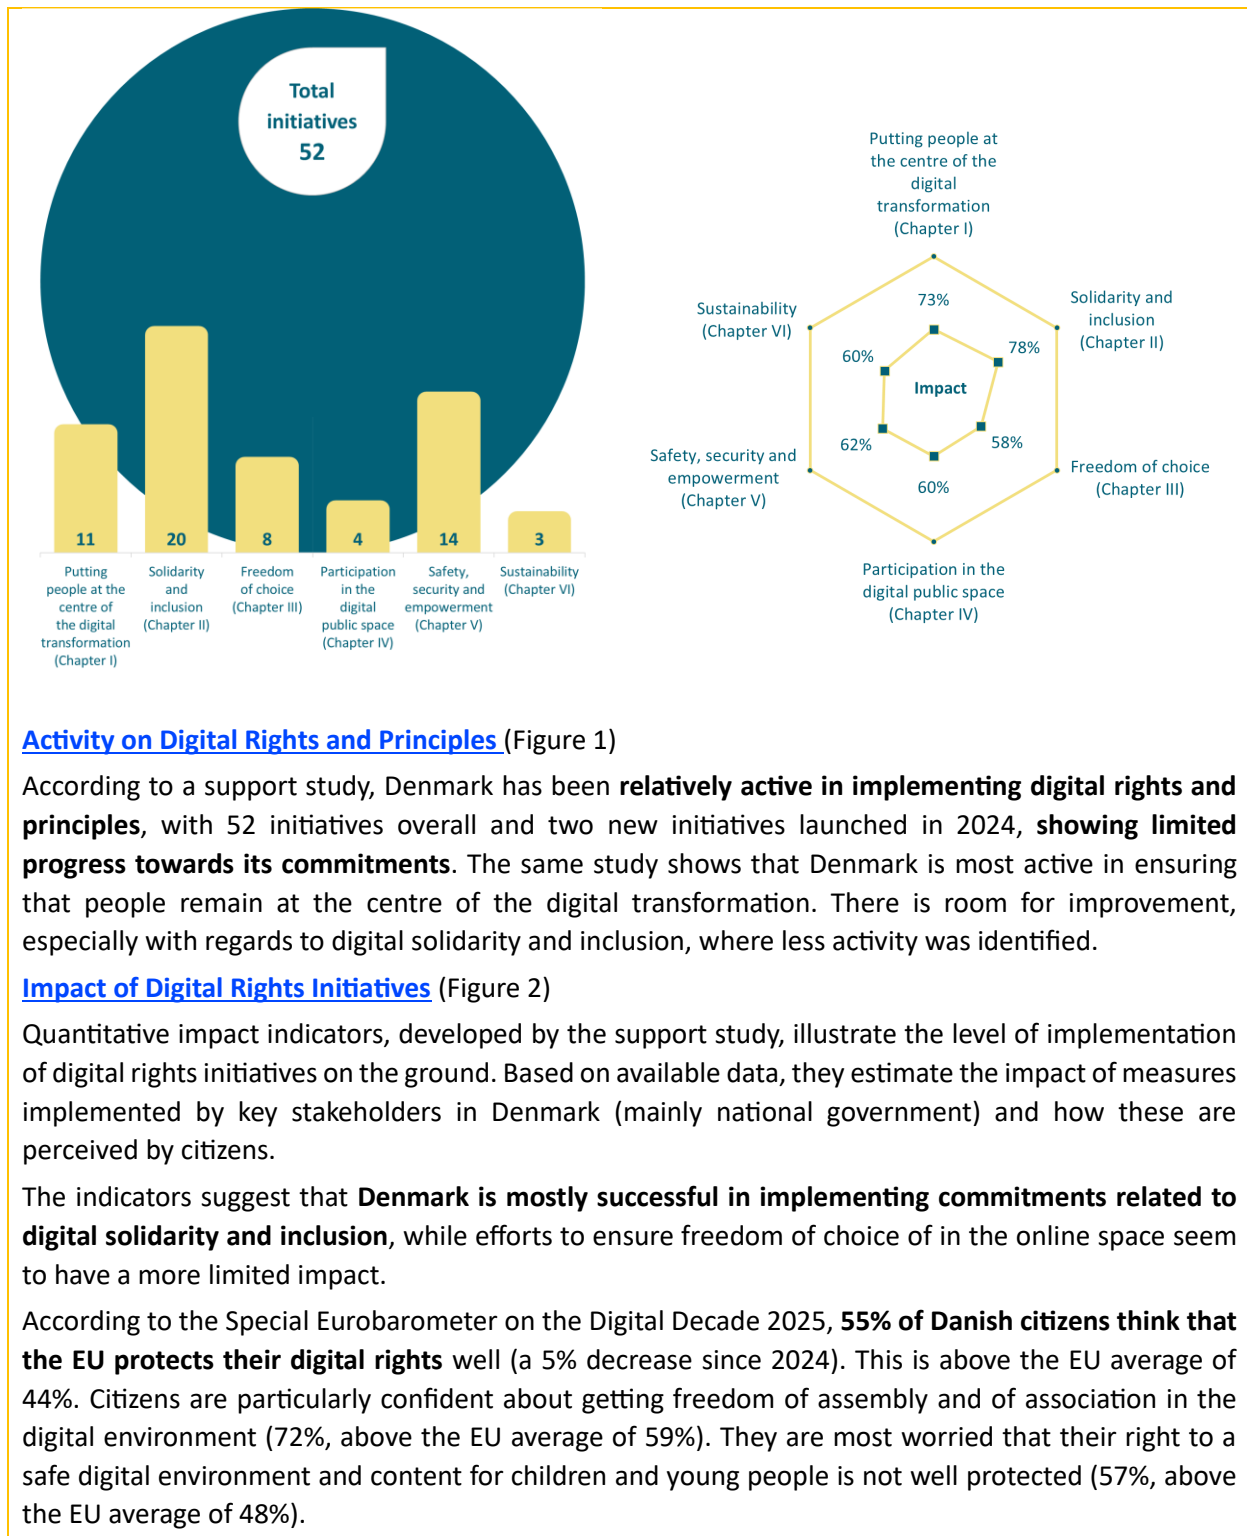 Total
initiatives
52
11
20
8
4
14
3
Putting
people at the
centre of
the digital
transformation
(Chapter I)
Solidarity
and
inclusion
(Chapter II)
Freedom
of choice
(Chapter III)
Participation
in the
digital
public space
(Chapter IV)
Safety,
security and
empowerment
(Chapter V)
Sustainability
(Chapter VI)
Putting people at
the centre of the
digital
transformation
(Chapter I)
Solidarity and
inclusion
(Chapter II)
Freedom of choice
(Chapter III)
Participation in the
digital public space
(Chapter IV)
Safety, security and
empowerment
(Chapter V)
Sustainability
(Chapter VI)
73%
78%
58%
60%
62%
60%
Impact
Activity on Digital Rights and Principles (Figure 1)
According to a support study, Denmark has been relatively active in implementing digital rights and
principles, with 52 initiatives overall and two new initiatives launched in 2024, showing limited
progress towards its commitments. The same study shows that Denmark is most active in ensuring
that people remain at the centre of the digital transformation. There is room for improvement,
especially with regards to digital solidarity and inclusion, where less activity was identified.
Impact of Digital Rights Initiatives (Figure 2)
Quantitative impact indicators, developed by the support study, illustrate the level of implementation
of digital rights initiatives on the ground. Based on available data, they estimate the impact of measures
implemented by key stakeholders in Denmark (mainly national government) and how these are
perceived by citizens.
The indicators suggest that Denmark is mostly successful in implementing commitments related to
digital solidarity and inclusion, while efforts to ensure freedom of choice of in the online space seem
to have a more limited impact.
According to the Special Eurobarometer on the Digital Decade 2025, 55% of Danish citizens think that
the EU protects their digital rights well (a 5% decrease since 2024). This is above the EU average of
44%. Citizens are particularly confident about getting freedom of assembly and of association in the
digital environment (72%, above the EU average of 59%). They are most worried that their right to a
safe digital environment and content for children and young people is not well protected (57%, above
the EU average of 48%).